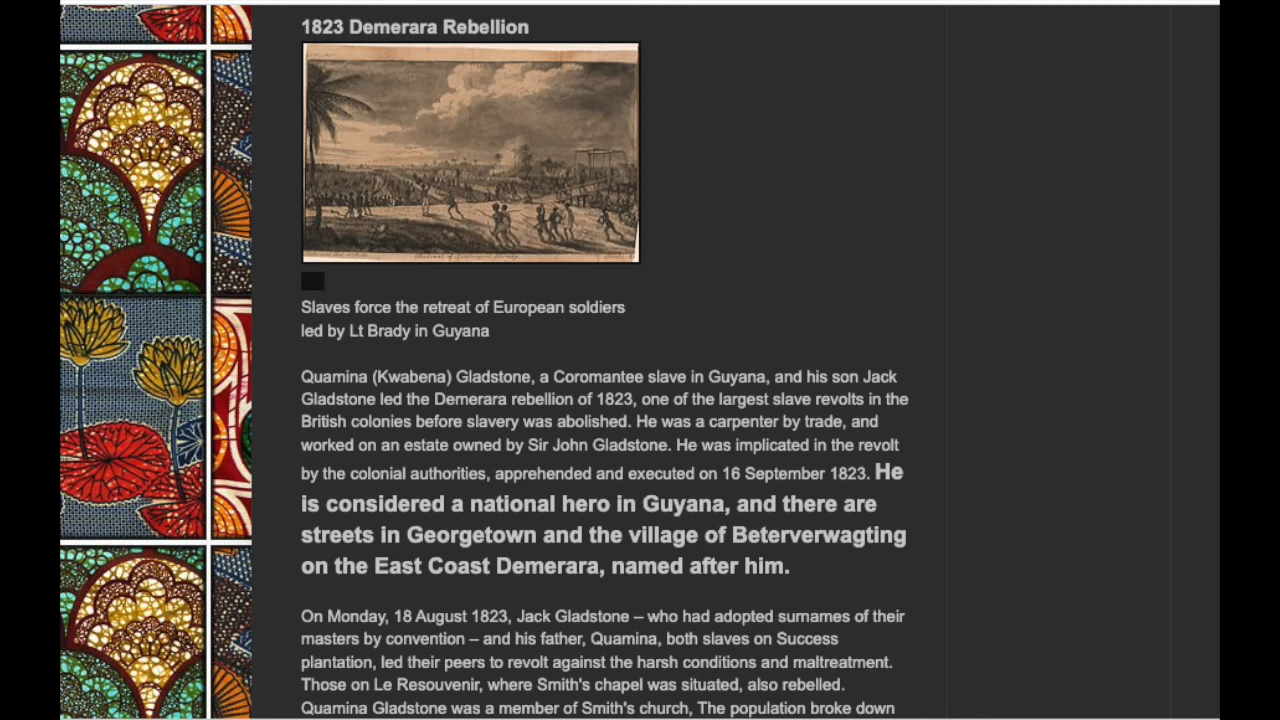 1823 Demerara Rebellion
Slaves force the retreat of European soldiers
led by Lt Brady in Guyana
Quamina (Kwabena) Gladstone, a Coromantee slave in Guyana, and his son Jack
Gladstone led the Demerara rebellion of 1823, one of the largest slave revolts in the
British colonies before slavery was abolished. He was a carpenter by trade, and
worked on an estate owned by Sir John Gladstone. He was implicated in the revolt
by the colonial authorities, apprehended and executed on 16 September 1823. He
is considered a national hero in Guyana, and there are
streets in Georgetown and the village of Beterverwagting
on the East Coast Demerara, named after him.
On Monday, 18 August 1823, Jack Gladstone – who had adopted surnames of their
masters by convention – and his father, Quamina, both slaves on Success
plantation, led their peers to revolt against the harsh conditions and maltreatment.
Those on Le Resouvenir, where Smith's chapel was situated, also rebelled.
Quamina Gladstone was a member of Smith's church, The population broke down